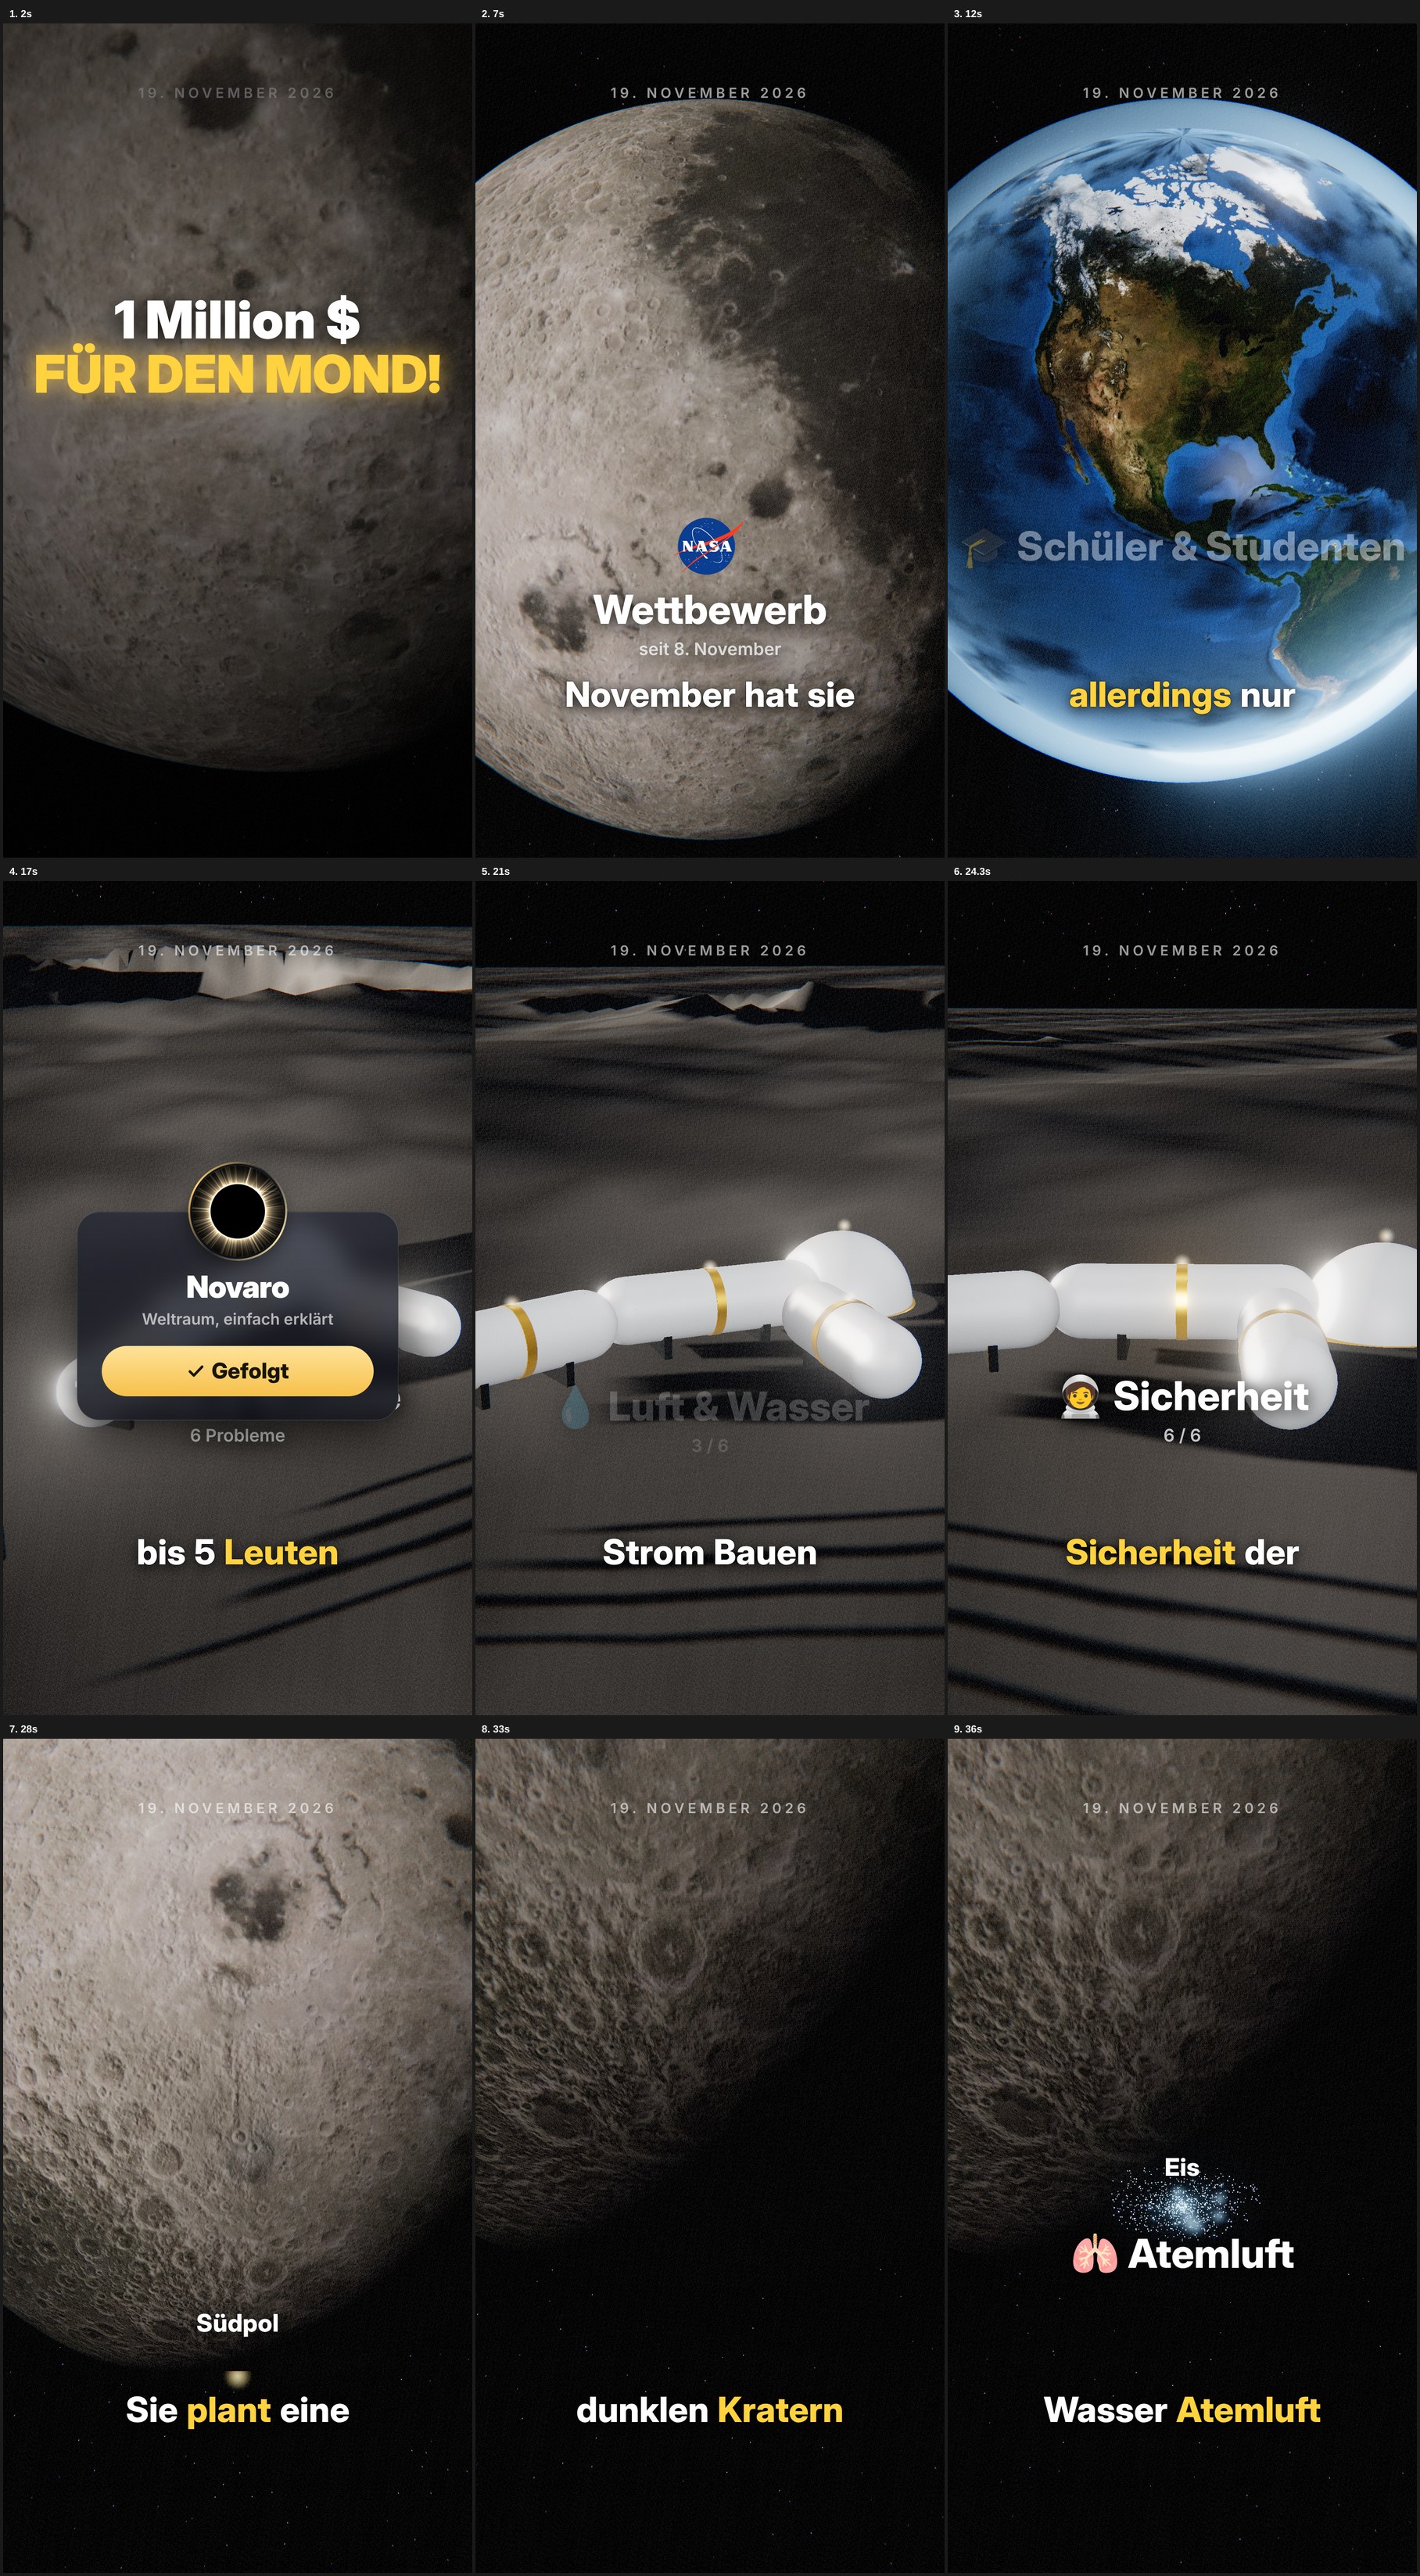 1. 2s
19. NOVEMBER 2026
1 Million $
FÜR DEN MOND!
2. 7s
19. NOVEMBER 2026
NASA
Wettbewerb
seit 8. November
November hat sie
3. 12s
19. NOVEMBER 2026
🎓 Schüler & Studenten
allerdings nur
4. 17s
19. NOVEMBER 2026
Novaro
Weltraum, einfach erklärt
✓ Gefolgt
6 Probleme
bis 5 Leuten
5. 21s
19. NOVEMBER 2026
💧 Luft & Wasser
3 / 6
Strom Bauen
6. 24.3s
19. NOVEMBER 2026
🧑‍🚀 Sicherheit
6 / 6
Sicherheit der
7. 28s
19. NOVEMBER 2026
Südpol
Sie plant eine
8. 33s
19. NOVEMBER 2026
dunklen Kratern
9. 36s
19. NOVEMBER 2026
Eis
🫁 Atemluft
Wasser Atemluft